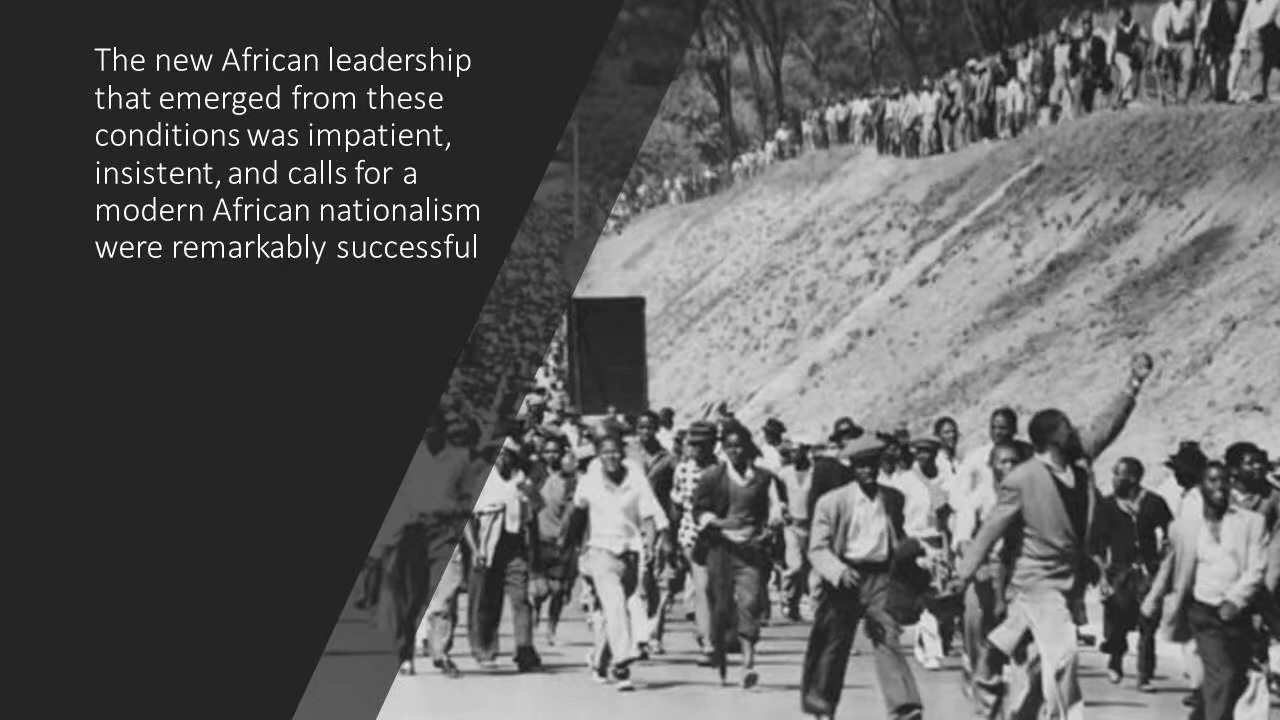 The new African leadership
that emerged from these
conditions was impatient,
insistent, and calls for a
modern African nationalism
were remarkably successful